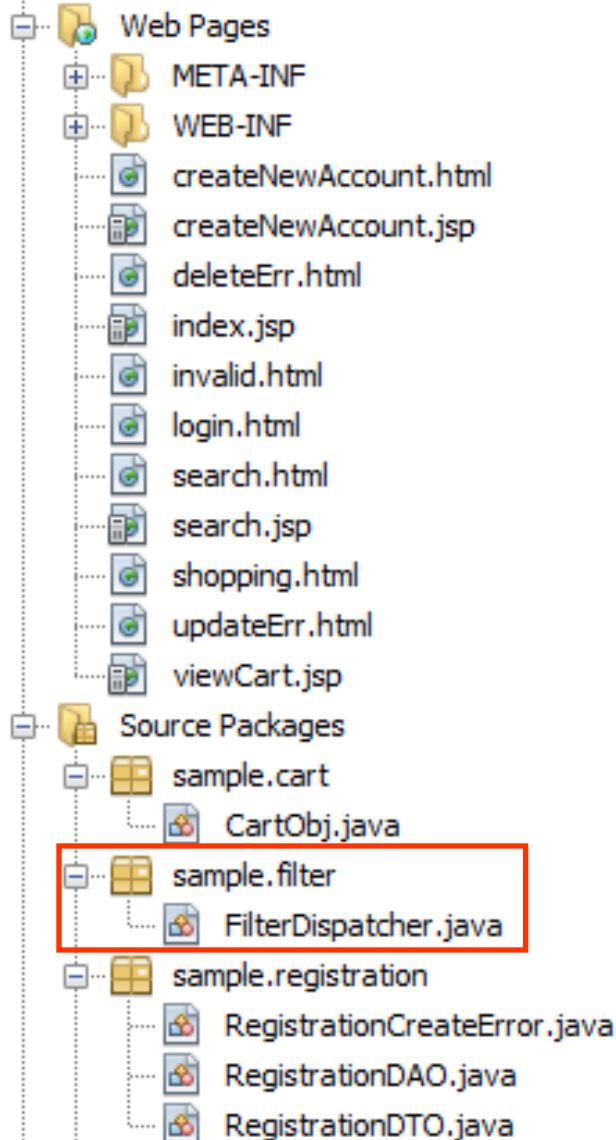 Web Pages
META-INF
WEB-INF
createNewAccount.html
createNewAccount.jsp
deleteErr.html
index.jsp
invalid.html
login.html
search.html
search.jsp
shopping.html
updateErr.html
viewCart.jsp
Source Packages
sample.cart
CartObj.java
sample.filter
FilterDispatcher.java
sample.registration
RegistrationCreateError.java
RegistrationDAO.java
RegistrationDTO.java